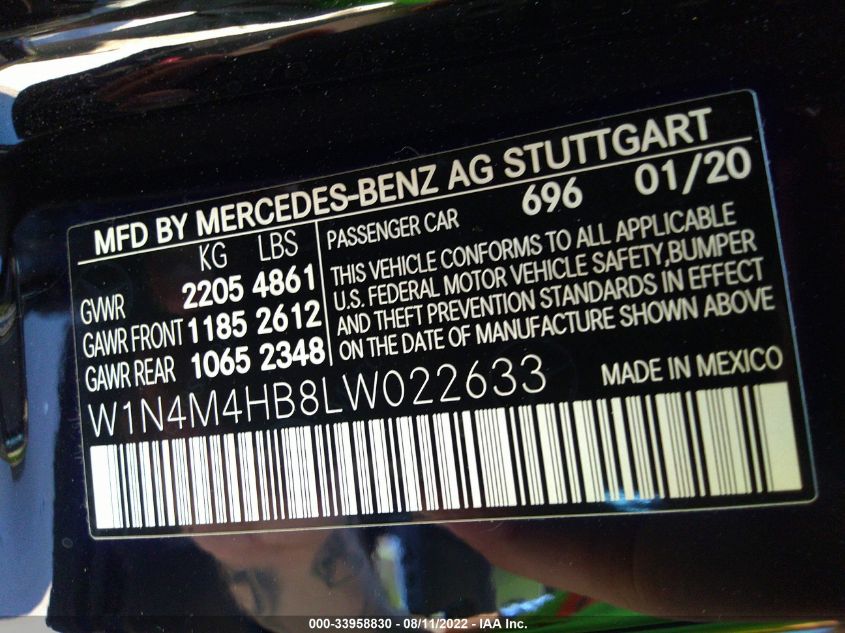 MFD BY MERCEDES-BENZ AG STUTTGART
696 01/20
KG LBS
GVWR 2205 4861
GAWR FRONT 1185 2612
GAWR REAR 1065 2348
PASSENGER CAR
THIS VEHICLE CONFORMS TO ALL APPLICABLE
U.S. FEDERAL MOTOR VEHICLE SAFETY,BUMPER
AND THEFT PREVENTION STANDARDS IN EFFECT
ON THE DATE OF MANUFACTURE SHOWN ABOVE
W1N4M4HB8LW022633
MADE IN MEXICO
000-33958830 - 08/11/2022 - IAA Inc.